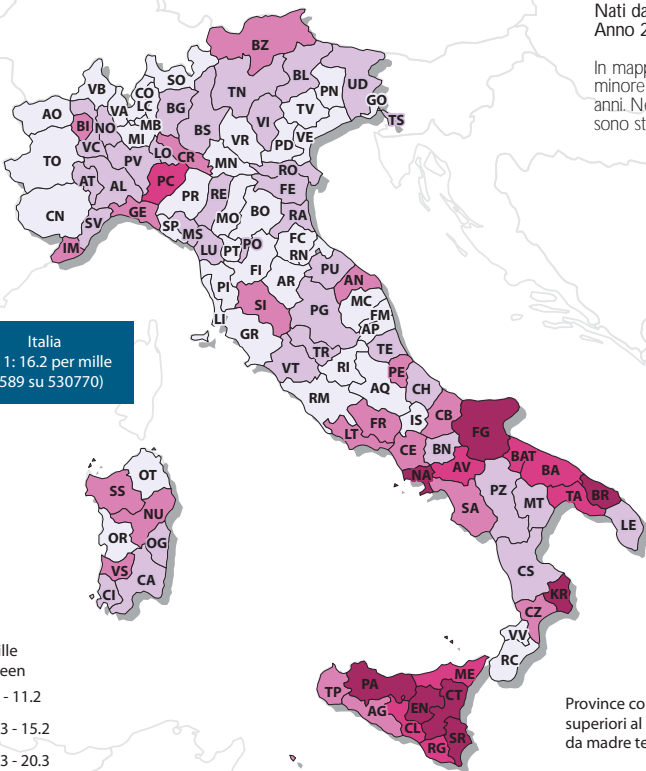 Nati da
Anno 2
In mapp
minore
anni. Ne
sono st
BZ
SO
VB
BL
TN
PN
UD
CO
LC
VA
BG
GO
AO
TV
BI
NO
MB
BS
VI
TS
MI
VR
PD
VE
VC
LO
CR
TO
PV
MN
RO
AT
AL
PC
PR
RE
FE
CN
GE
MO
BO
RA
SV
SP
MS
LU
PT
PO
FC
RN
IM
FI
PU
AR
AN
PI
SI
MC
LI
PG
FM
GR
AP
Italia
1: 16.2 per mille
589 su 530770)
TR
TE
VT
RI
PE
AQ
CH
RM
IS
CB
FR
FG
LT
CE
BN
BAT
OT
NA
AV
BA
SS
PZ
TA
BR
NU
SA
MT
LE
OR
OG
VS
CA
CS
CI
KR
CZ
VV
RC
ille
een
ME
TP
PA
- 11.2
CT
EN
AG
CL
Province co
3 - 15.2
SR
superiori al
RG
da madre te
3 - 20.3